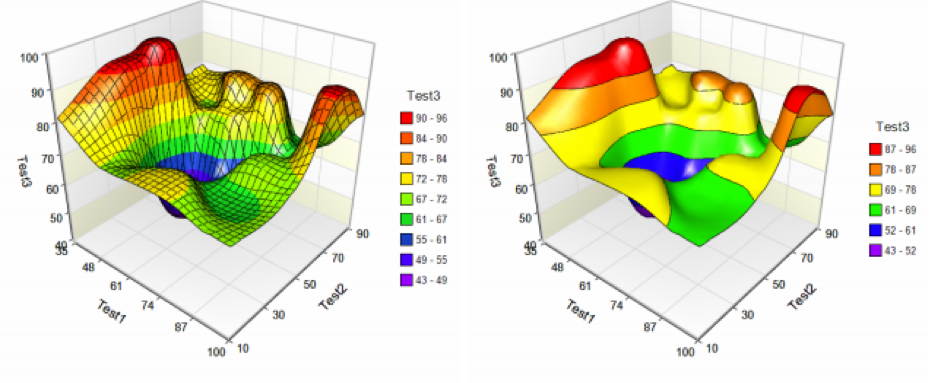 100
90
80
70
60
50
40
Test3
35
48
61
74
87
100
Test1
10
30
50
70
90
Test2
Test3
90 - 96
84 - 90
78 - 84
72 - 78
67 - 72
61 - 67
55 - 61
49 - 55
43 - 49
100
90
80
70
60
50
40
Test3
35
48
61
74
87
100
Test1
10
30
50
70
90
Test2
Test3
87 - 96
78 - 87
69 - 78
61 - 69
52 - 61
43 - 52